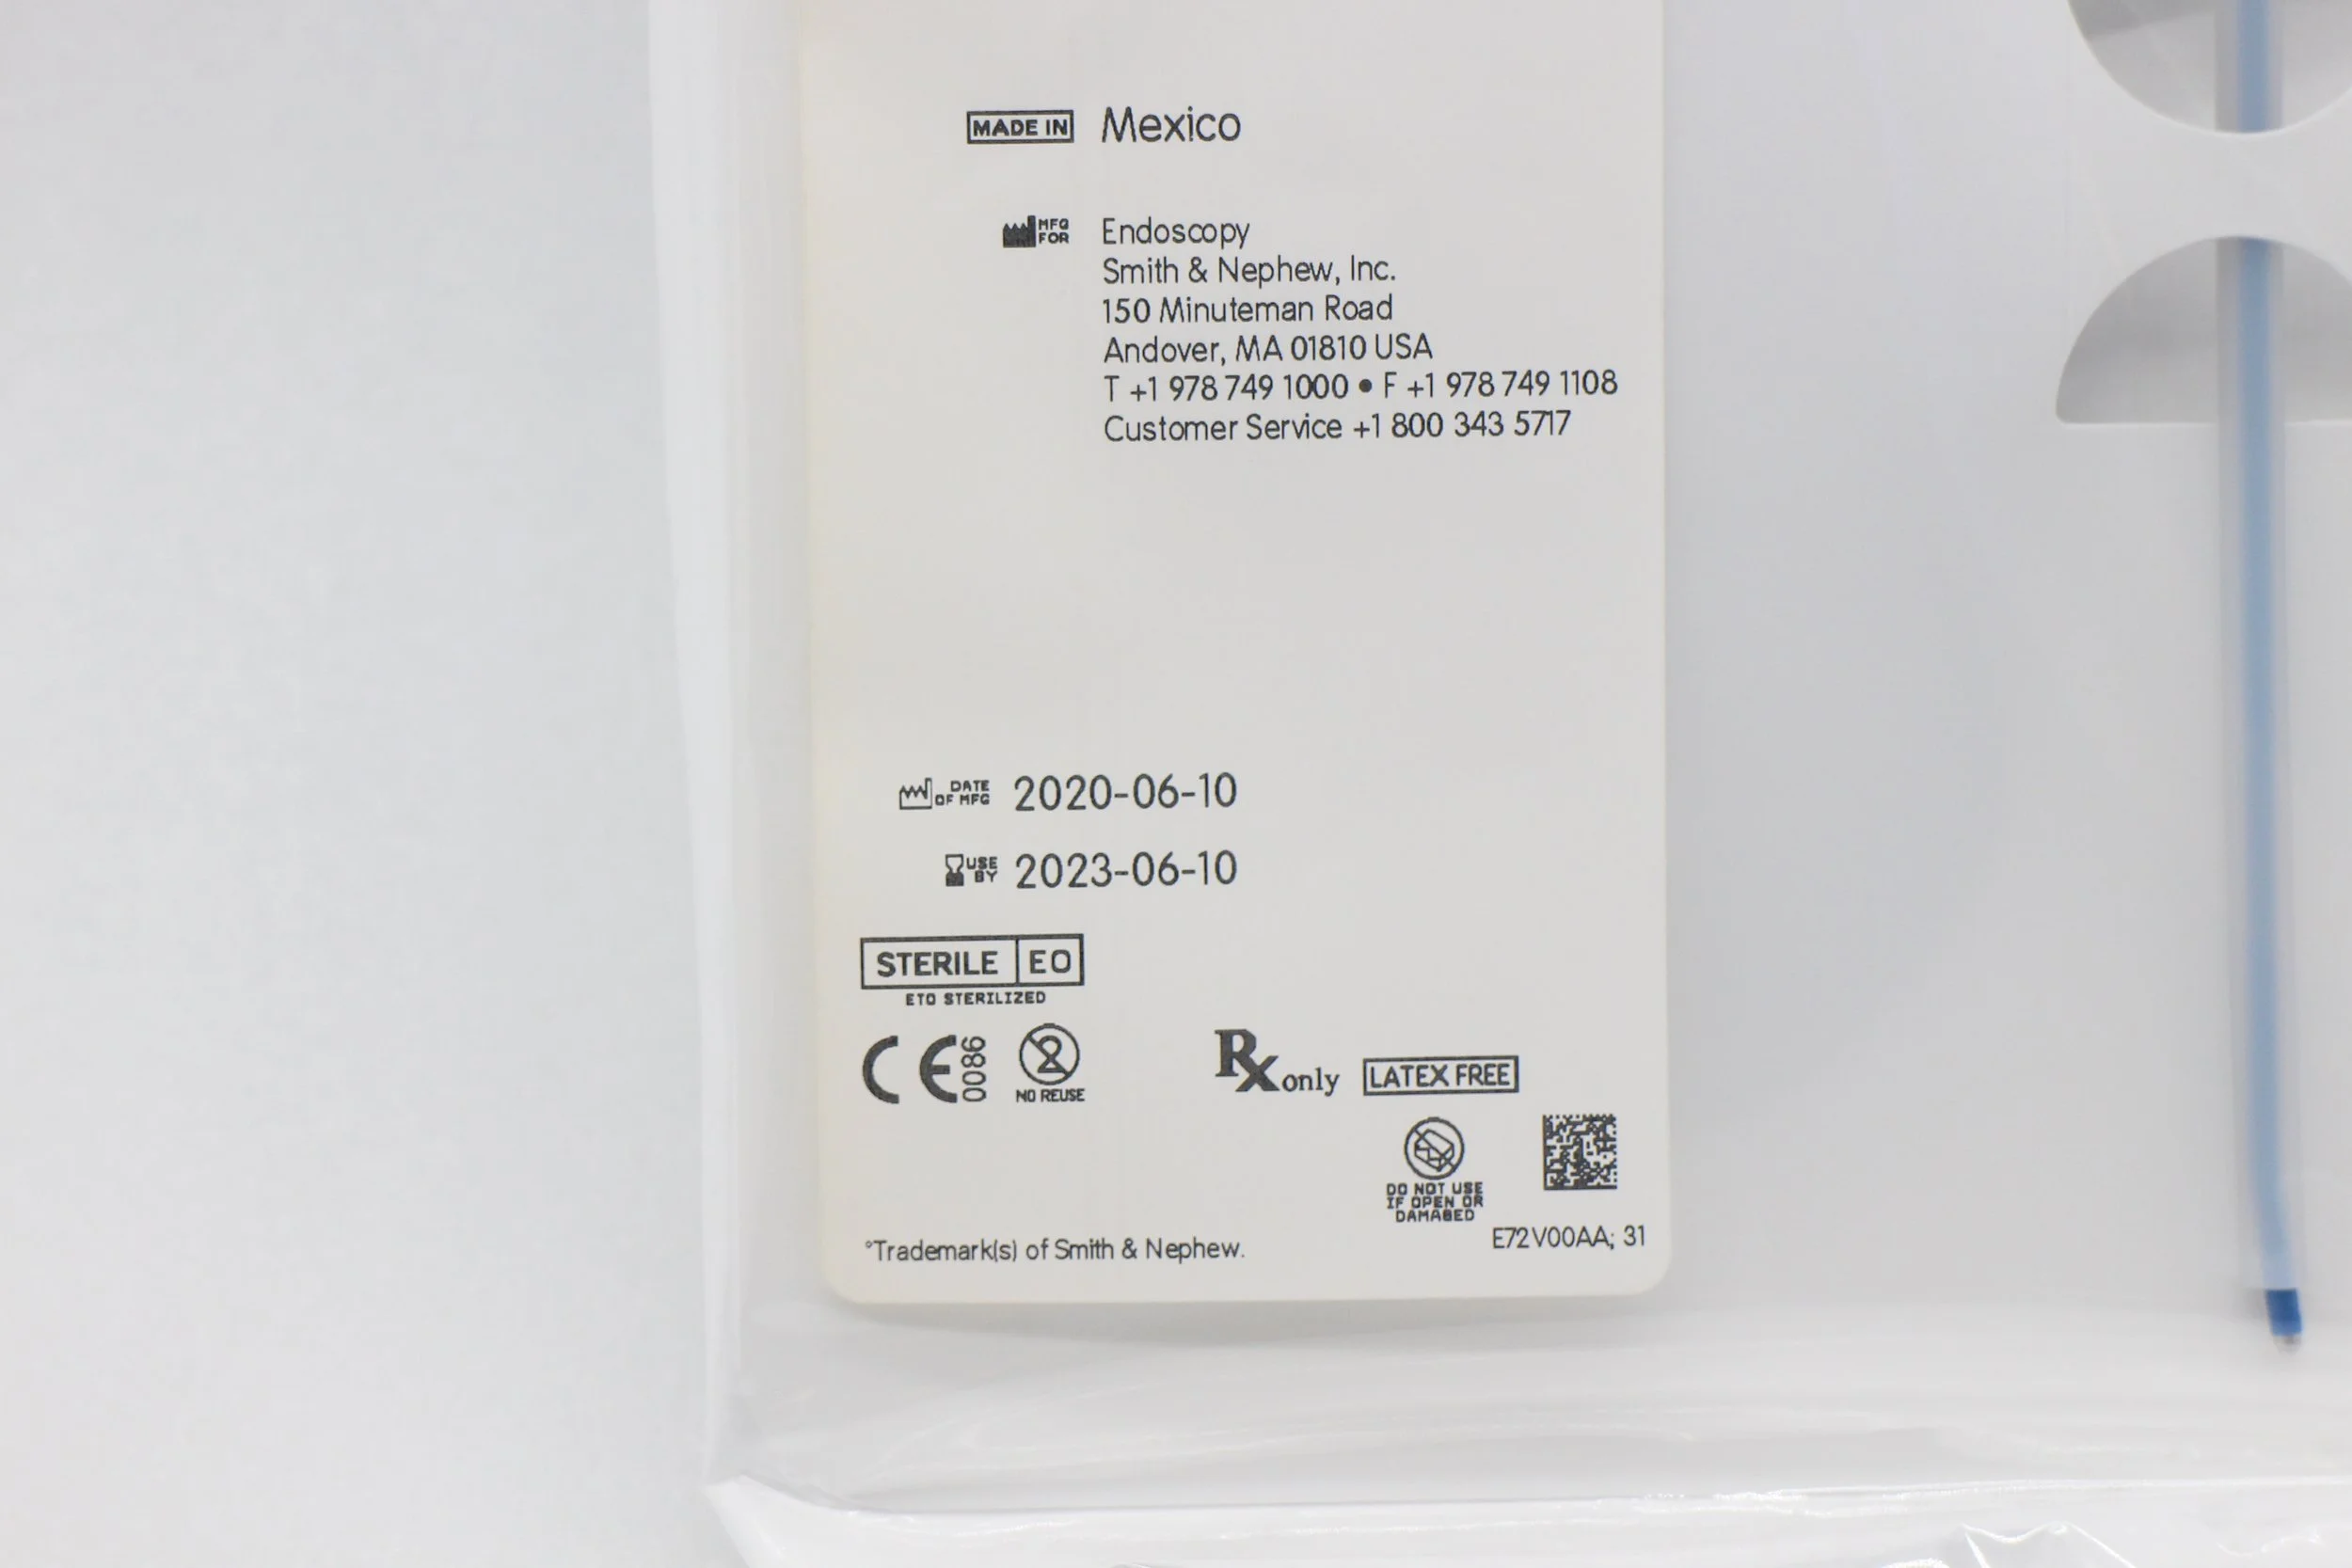 MADE IN Mexico
MFG FOR
Endoscopy
Smith & Nephew, Inc.
150 Minuteman Road
Andover, MA 01810 USA
T +1 978 749 1000 • F +1 978 749 1108
Customer Service +1 800 343 5717
DATE OF MFG 2020-06-10
USE BY 2023-06-10
STERILE EO
ETO STERILIZED
CE 0086
2
NO REUSE
Rx only
LATEX FREE
DO NOT USE
IF OPEN OR
DAMAGED
°Trademark(s) of Smith & Nephew.
E72V00AA; 31